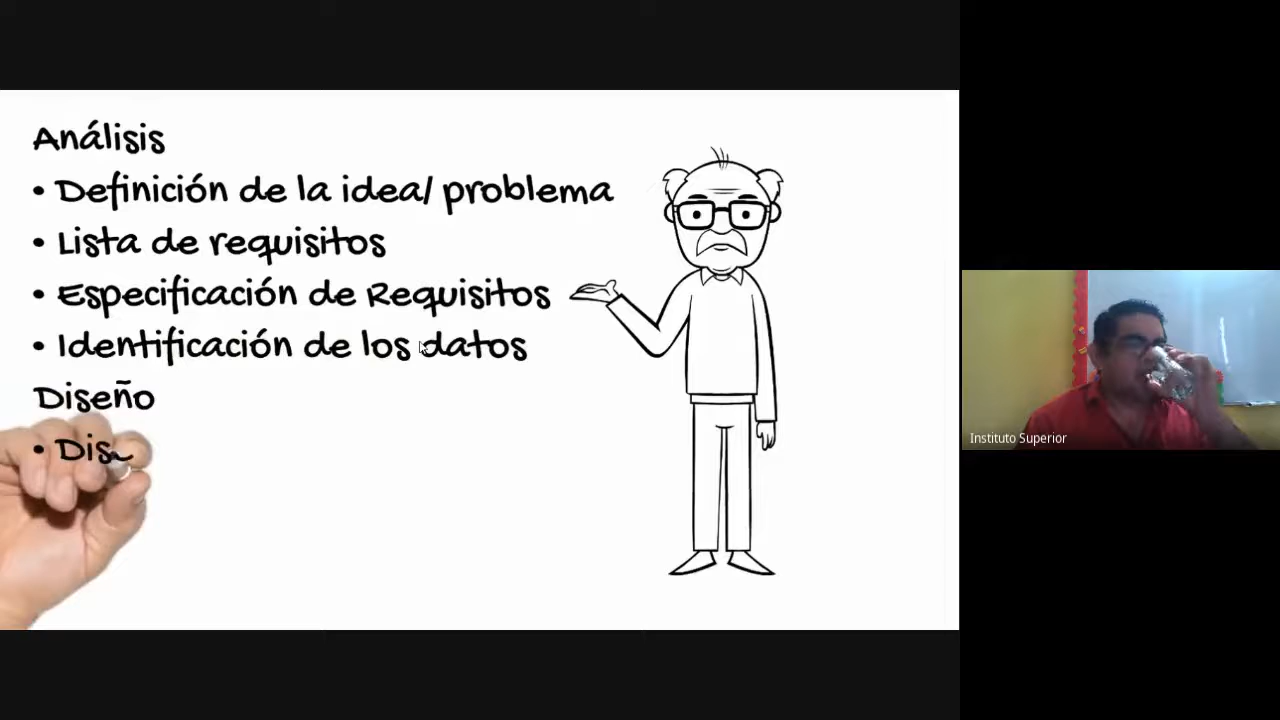 Análisis
• Definición de la idea/ problema
• Lista de requisitos
• Especificación de Requisitos
• Identificación de los datos
Diseño
• Dis
Instituto Superior